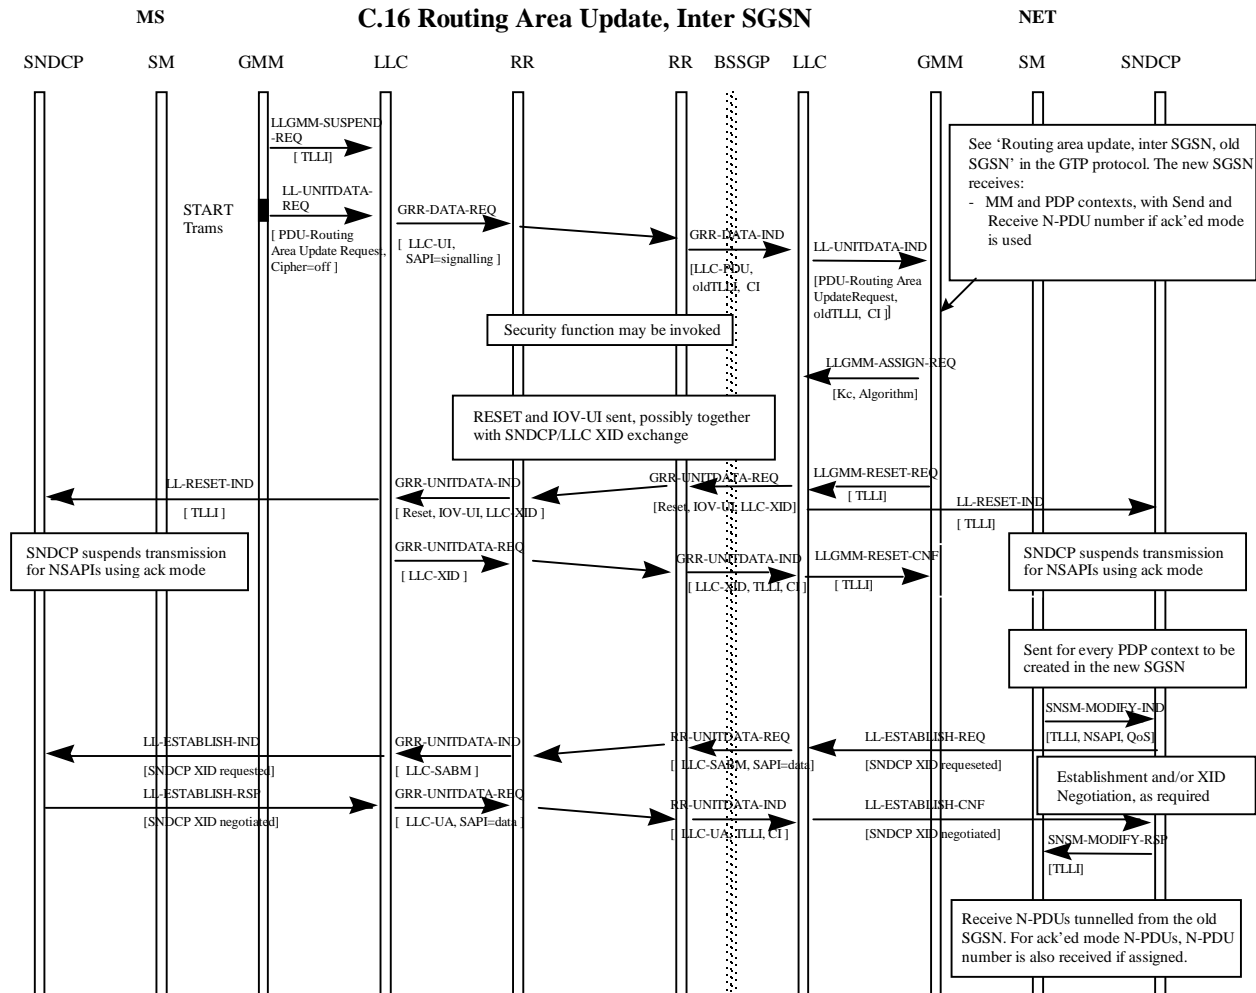 MS
C.16 Routing Area Update, Inter SGSN
NET
SNDCP SM GMM LLC RR RR BSSGP LLC GMM SM SNDCP
LLGMM-SUSPEND
-REQ
[ TLLI]
See ‘Routing area update, inter SGSN, old
SGSN’ in the GTP protocol. The new SGSN
receives:
- MM and PDP contexts, with Send and
Receive N-PDU number if ack’ed mode
is used
START
Trams
LL-UNITDATA-
REQ
[ PDU-Routing
Area Update Request,
Cipher=off ]
GRR-DATA-REQ
[ LLC-UI,
SAPI=signalling ]
GRR-DATA-IND
[LLC-PDU,
oldTLLI, CI
LL-UNITDATA-IND
[PDU-Routing Area
UpdateRequest,
oldTLLI, CI ]]
Security function may be invoked
LLGMM-ASSIGN-REQ
[Kc, Algorithm]
RESET and IOV-UI sent, possibly together
with SNDCP/LLC XID exchange
LL-RESET-IND
[ TLLI ]
GRR-UNITDATA-IND
[ Reset, IOV-UI, LLC-XID ]
GRR-UNITDATA-REQ
[Reset, IOV-UI, LLC-XID]
LLGMM-RESET-REQ
[ TLLI]
LL-RESET-IND
[ TLLI]
SNDCP suspends transmission
for NSAPIs using ack mode
GRR-UNITDATA-REQ
[ LLC-XID ]
GRR-UNITDATA-IND
[ LLC-XID, TLLI, CI ]
LLGMM-RESET-CNF
[ TLLI]
SNDCP suspends transmission
for NSAPIs using ack mode
Sent for every PDP context to be
created in the new SGSN
SNSM-MODIFY-IND
[TLLI, NSAPI, QoS]
LL-ESTABLISH-IND
[SNDCP XID requested]
GRR-UNITDATA-IND
[ LLC-SABM ]
RR-UNITDATA-REQ
[ LLC-SABM, SAPI=data]
LL-ESTABLISH-REQ
[SNDCP XID requeseted]
Establishment and/or XID
Negotiation, as required
LL-ESTABLISH-RSP
[SNDCP XID negotiated]
GRR-UNITDATA-REQ
[ LLC-UA, SAPI=data ]
RR-UNITDATA-IND
[ LLC-UA, TLLI, CI ]
LL-ESTABLISH-CNF
[SNDCP XID negotiated]
SNSM-MODIFY-RSP
[TLLI]
Receive N-PDUs tunnelled from the old
SGSN. For ack’ed mode N-PDUs, N-PDU
number is also received if assigned.